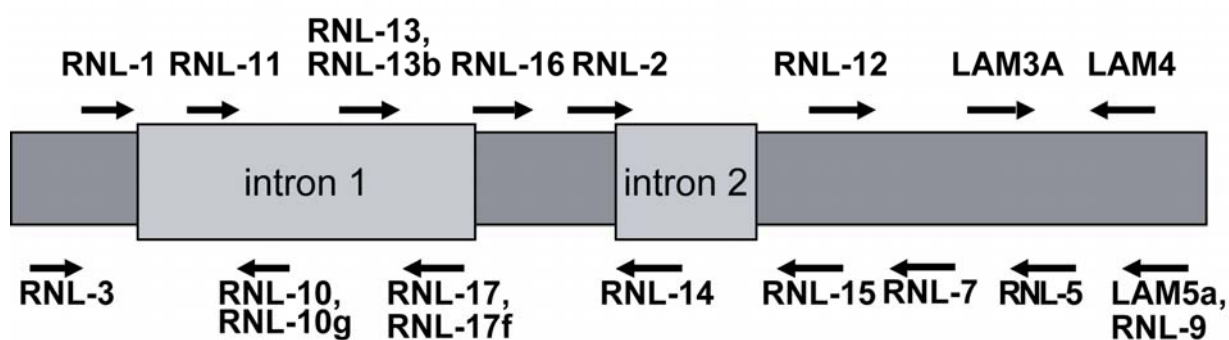 RNL-13,
RNL-1 RNL-11 RNL-13b RNL-16 RNL-2 RNL-12 LAM3A LAM4
intron 1 intron 2
RNL-3 RNL-10, RNL-17, RNL-14 RNL-15 RNL-7 RNL-5 LAM5a,
RNL-10g RNL-17f RNL-9